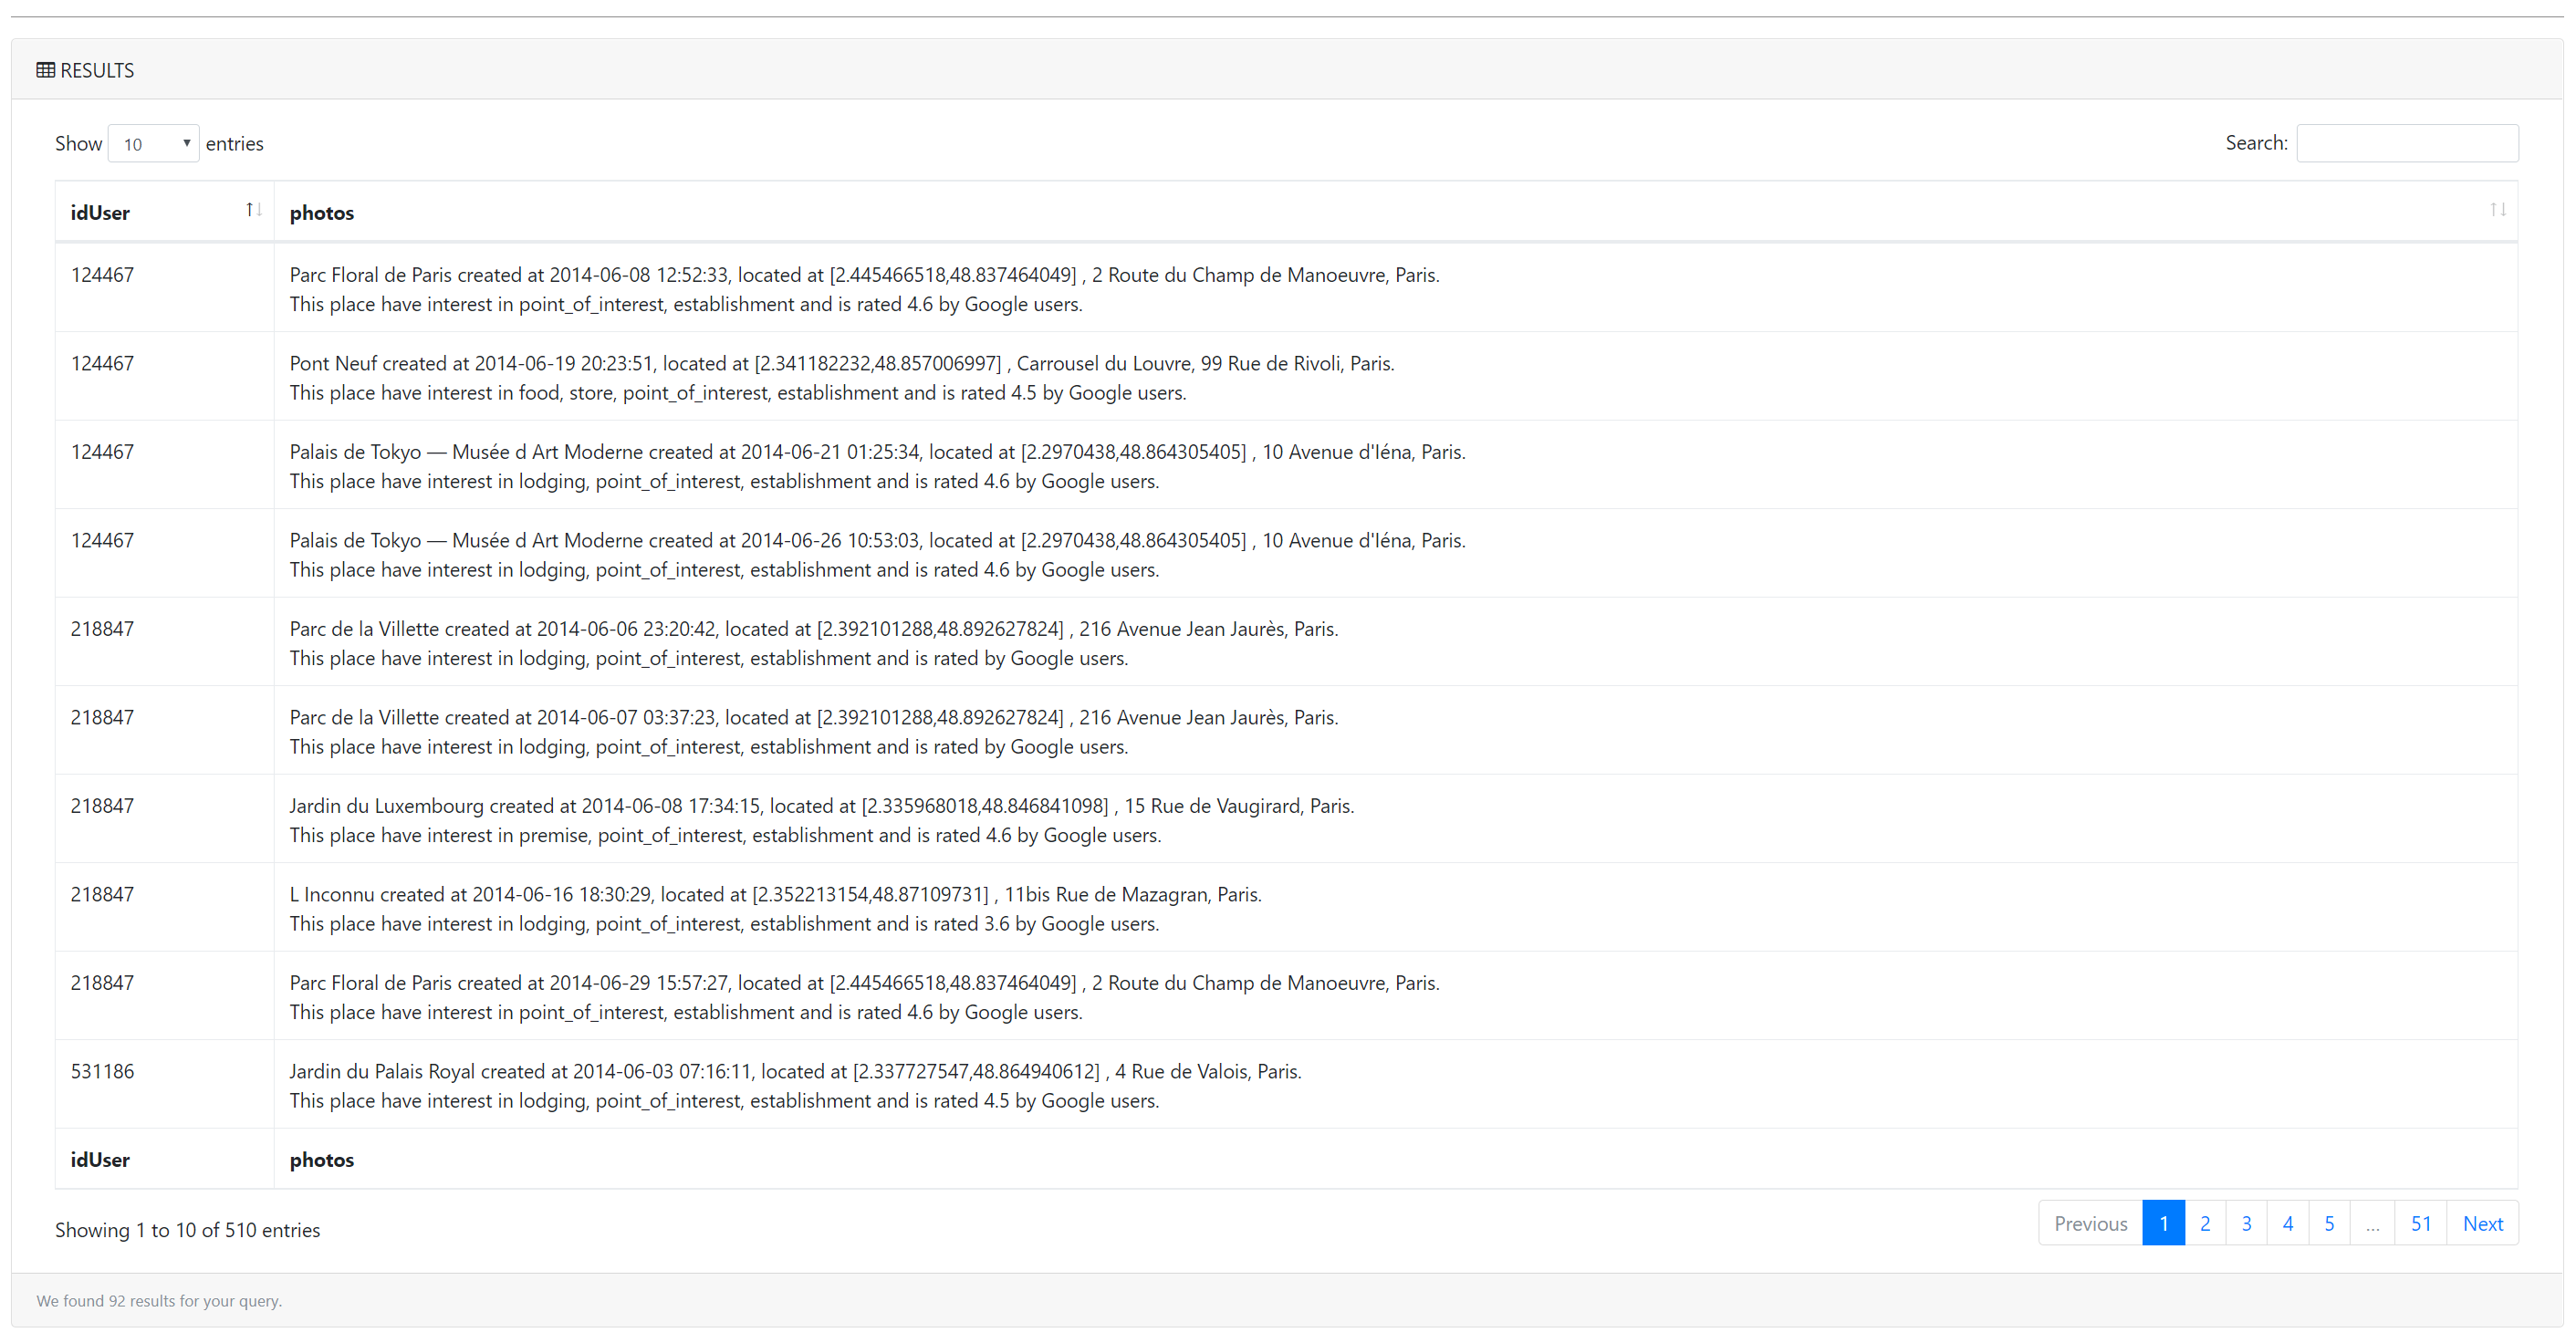 RESULTS
Show 10 entries
Search:
idUser photos
124467 Parc Floral de Paris created at 2014-06-08 12:52:33, located at [2.445466518,48.837464049] , 2 Route du Champ de Manoeuvre, Paris.
This place have interest in point_of_interest, establishment and is rated 4.6 by Google users.
124467 Pont Neuf created at 2014-06-19 20:23:51, located at [2.341182232,48.857006997] , Carrousel du Louvre, 99 Rue de Rivoli, Paris.
This place have interest in food, store, point_of_interest, establishment and is rated 4.5 by Google users.
124467 Palais de Tokyo — Musée d Art Moderne created at 2014-06-21 01:25:34, located at [2.2970438,48.864305405] , 10 Avenue d'Iéna, Paris.
This place have interest in lodging, point_of_interest, establishment and is rated 4.6 by Google users.
124467 Palais de Tokyo — Musée d Art Moderne created at 2014-06-26 10:53:03, located at [2.2970438,48.864305405] , 10 Avenue d'Iéna, Paris.
This place have interest in lodging, point_of_interest, establishment and is rated 4.6 by Google users.
218847 Parc de la Villette created at 2014-06-06 23:20:42, located at [2.392101288,48.892627824] , 216 Avenue Jean Jaurès, Paris.
This place have interest in lodging, point_of_interest, establishment and is rated by Google users.
218847 Parc de la Villette created at 2014-06-07 03:37:23, located at [2.392101288,48.892627824] , 216 Avenue Jean Jaurès, Paris.
This place have interest in lodging, point_of_interest, establishment and is rated by Google users.
218847 Jardin du Luxembourg created at 2014-06-08 17:34:15, located at [2.335968018,48.846841098] , 15 Rue de Vaugirard, Paris.
This place have interest in premise, point_of_interest, establishment and is rated 4.6 by Google users.
218847 L Inconnu created at 2014-06-16 18:30:29, located at [2.352213154,48.87109731] , 11bis Rue de Mazagran, Paris.
This place have interest in lodging, point_of_interest, establishment and is rated 3.6 by Google users.
218847 Parc Floral de Paris created at 2014-06-29 15:57:27, located at [2.445466518,48.837464049] , 2 Route du Champ de Manoeuvre, Paris.
This place have interest in point_of_interest, establishment and is rated 4.6 by Google users.
531186 Jardin du Palais Royal created at 2014-06-03 07:16:11, located at [2.337727547,48.864940612] , 4 Rue de Valois, Paris.
This place have interest in lodging, point_of_interest, establishment and is rated 4.5 by Google users.
idUser photos
Showing 1 to 10 of 510 entries
Previous 1 2 3 4 5 ... 51 Next
We found 92 results for your query.